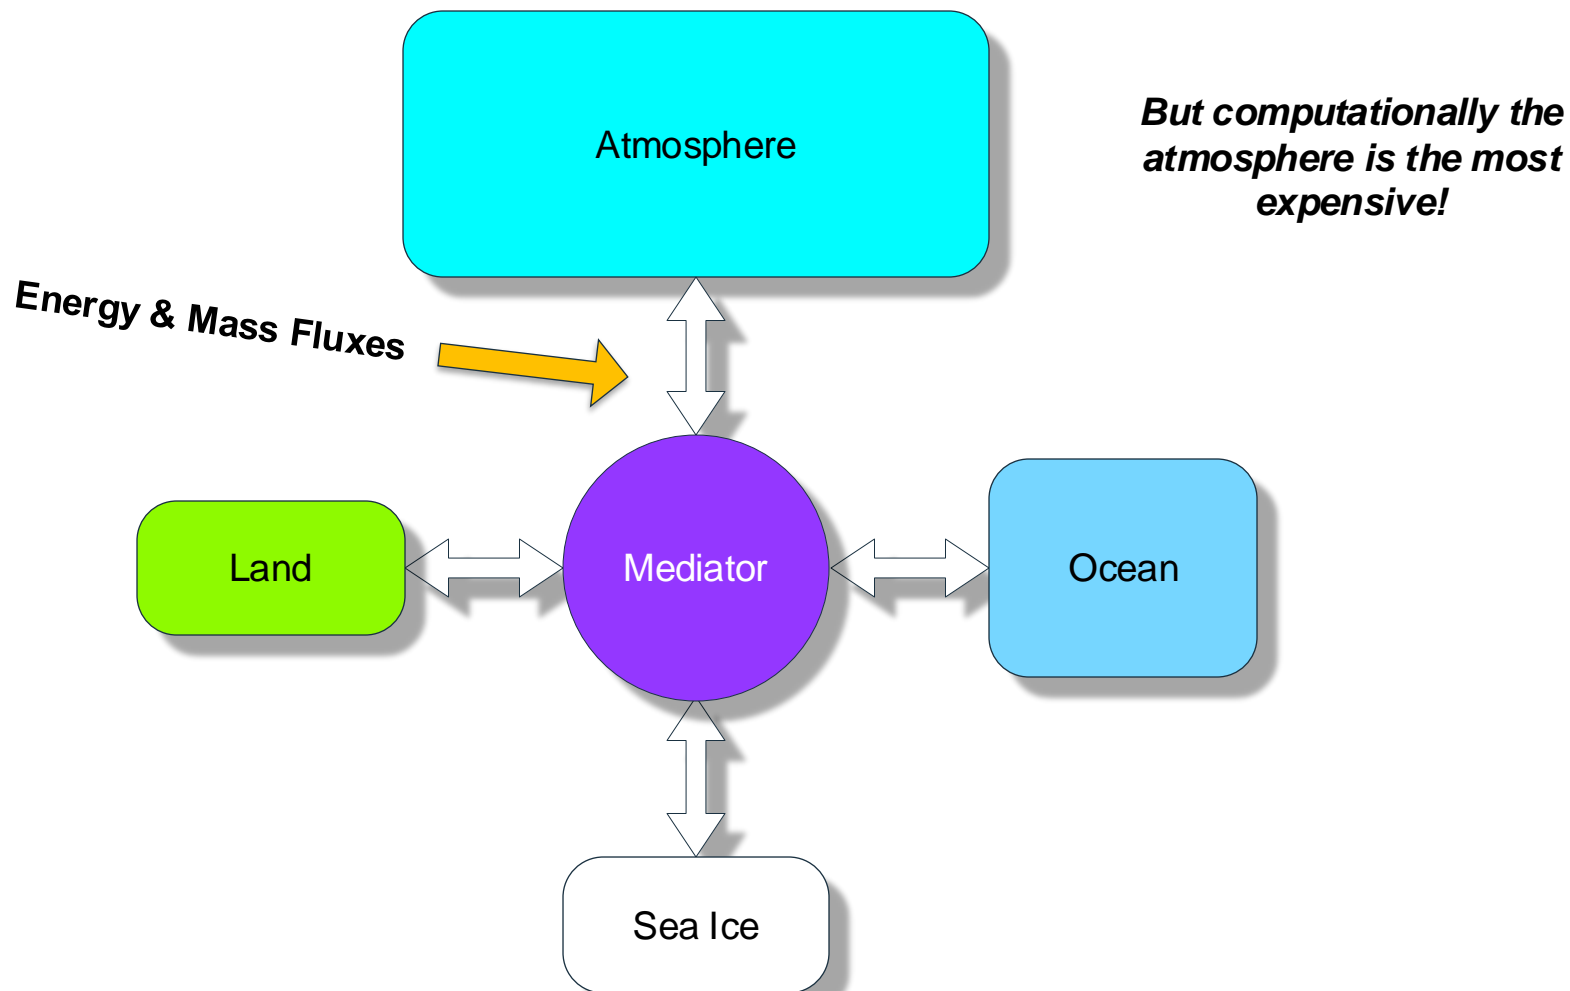 Atmosphere
But computationally the
atmosphere is the most
expensive!
Energy & Mass Fluxes
Land
Mediator
Ocean
Sea Ice